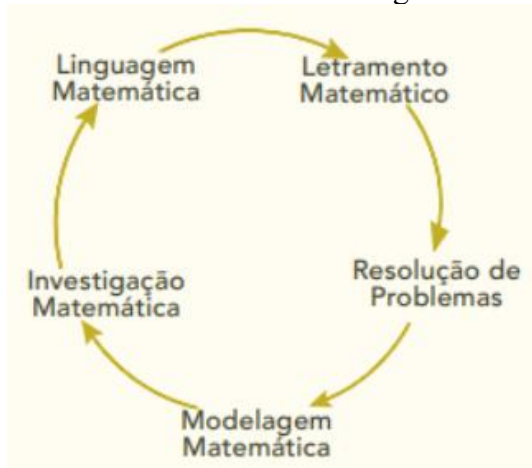 Linguagem
Matemática
Letramento
Matemático
Resolução de
Problemas
Modelagem
Matemática
Investigação
Matemática